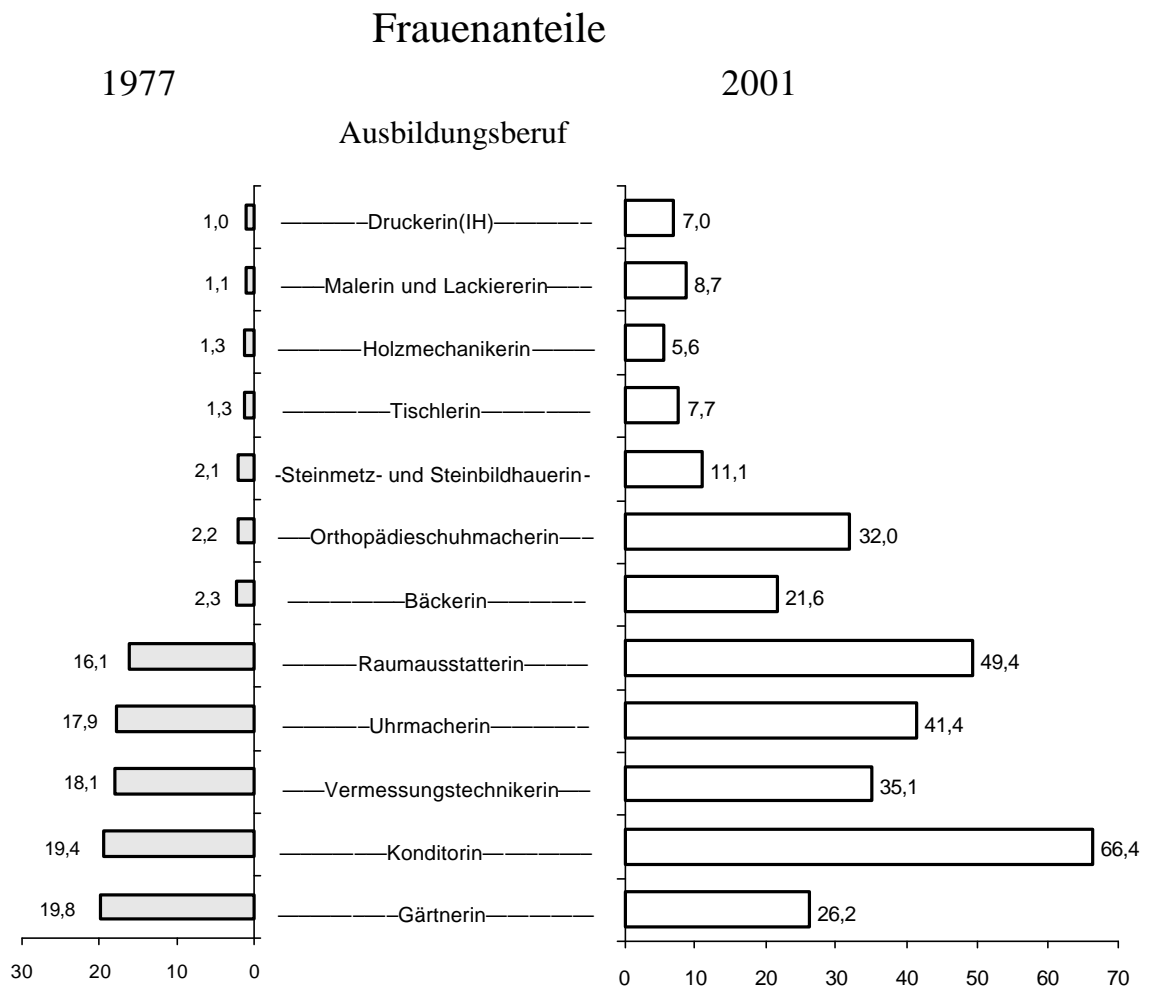 Frauenanteile
1977 2001
Ausbildungsberuf
1,0 Druckerin(IH) 7,0
1,1 Malerin und Lackiererin 8,7
1,3 Holzmechanikerin 5,6
1,3 Tischlerin 7,7
2,1 -Steinmetz- und Steinbildhauerin- 11,1
2,2 Orthopädieschuhmacherin 32,0
2,3 Bäckerin 21,6
16,1 Raumausstatterin 49,4
17,9 Uhrmacherin 41,4
18,1 Vermessungstechnikerin 35,1
19,4 Konditorin 66,4
19,8 Gärtnerin 26,2
30 20 10 0 0 10 20 30 40 50 60 70